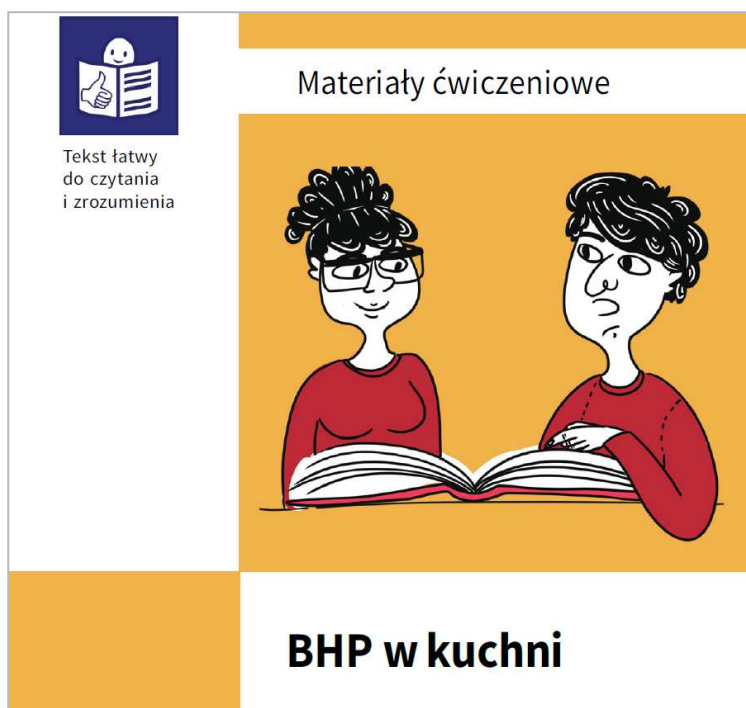 Materiały ćwiczeniowe
Tekst łatwy
do czytania
i zrozumienia
BHP w kuchni